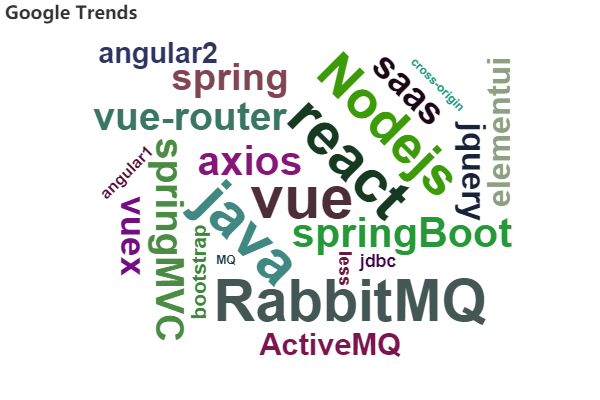 Google Trends
angular2
spring
Nodejs
saas
cross-origin
elementui
vue-router
react
jquery
angular1
axios
springMVC
vue
java
vuex
springBoot
bootstrap
MQ
less
jdbc
RabbitMQ
ActiveMQ